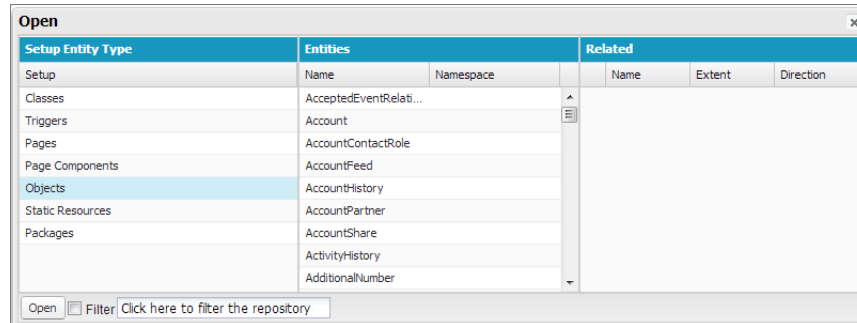 Open
Setup Entity Type Entities Related
Setup Name Namespace Name Extent Direction
Classes AcceptedEventRelati...
Triggers Account
Pages AccountContactRole
Page Components AccountFeed
Objects AccountHistory
Static Resources AccountPartner
Packages AccountShare
ActivityHistory
AdditionalNumber
Open Filter Click here to filter the repository